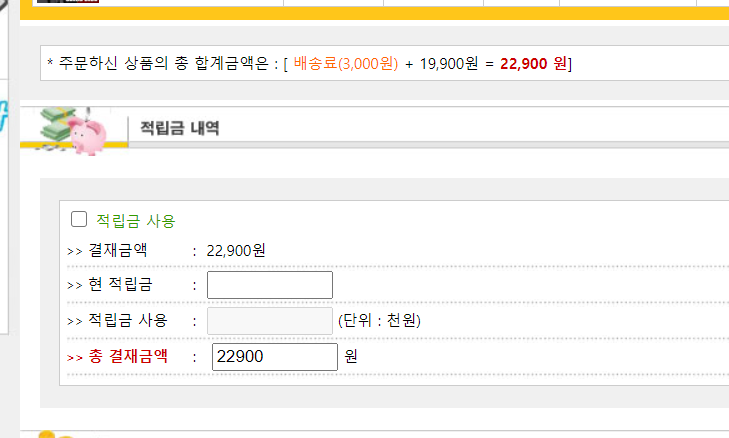 * 주문하신 상품의 총 합계금액은 : [ 배송료(3,000원) + 19,900원 = 22,900 원]
적립금 내역
적립금 사용
>> 결재금액 : 22,900원
>> 현 적립금 :
>> 적립금 사용 : (단위 : 천원)
>> 총 결재금액 : 22900 원